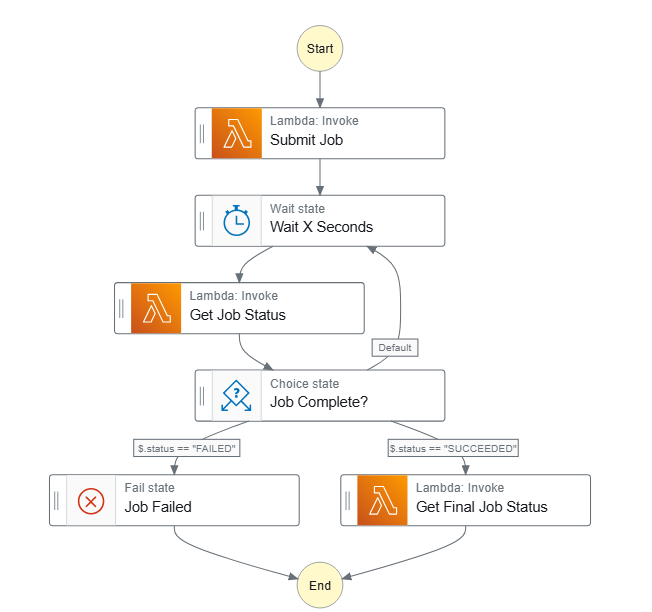 Start
Lambda: Invoke
Submit Job
Wait state
Wait X Seconds
Lambda: Invoke
Get Job Status
Default
Choice state
Job Complete?
$.status == "FAILED"
$.status == "SUCCEEDED"
Fail state
Job Failed
Lambda: Invoke
Get Final Job Status
End